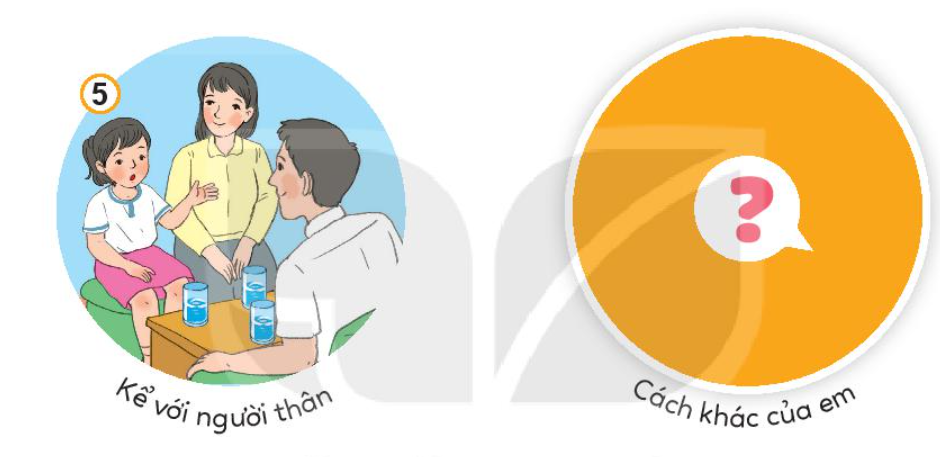 5
Kể với người thân
?
Cách khác của em